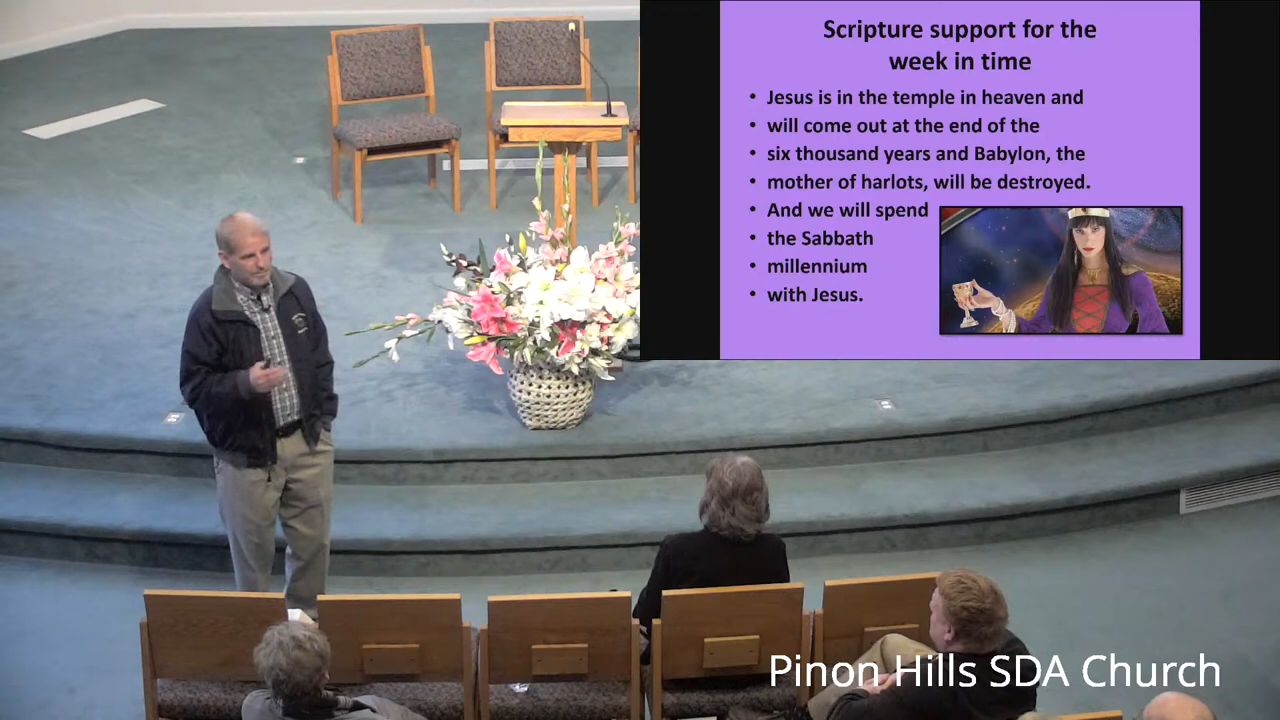 Scripture support for the
week in time
• Jesus is in the temple in heaven and
• will come out at the end of the
• six thousand years and Babylon, the
• mother of harlots, will be destroyed.
• And we will spend
• the Sabbath
• millennium
• with Jesus.
Pinon Hills SDA Church